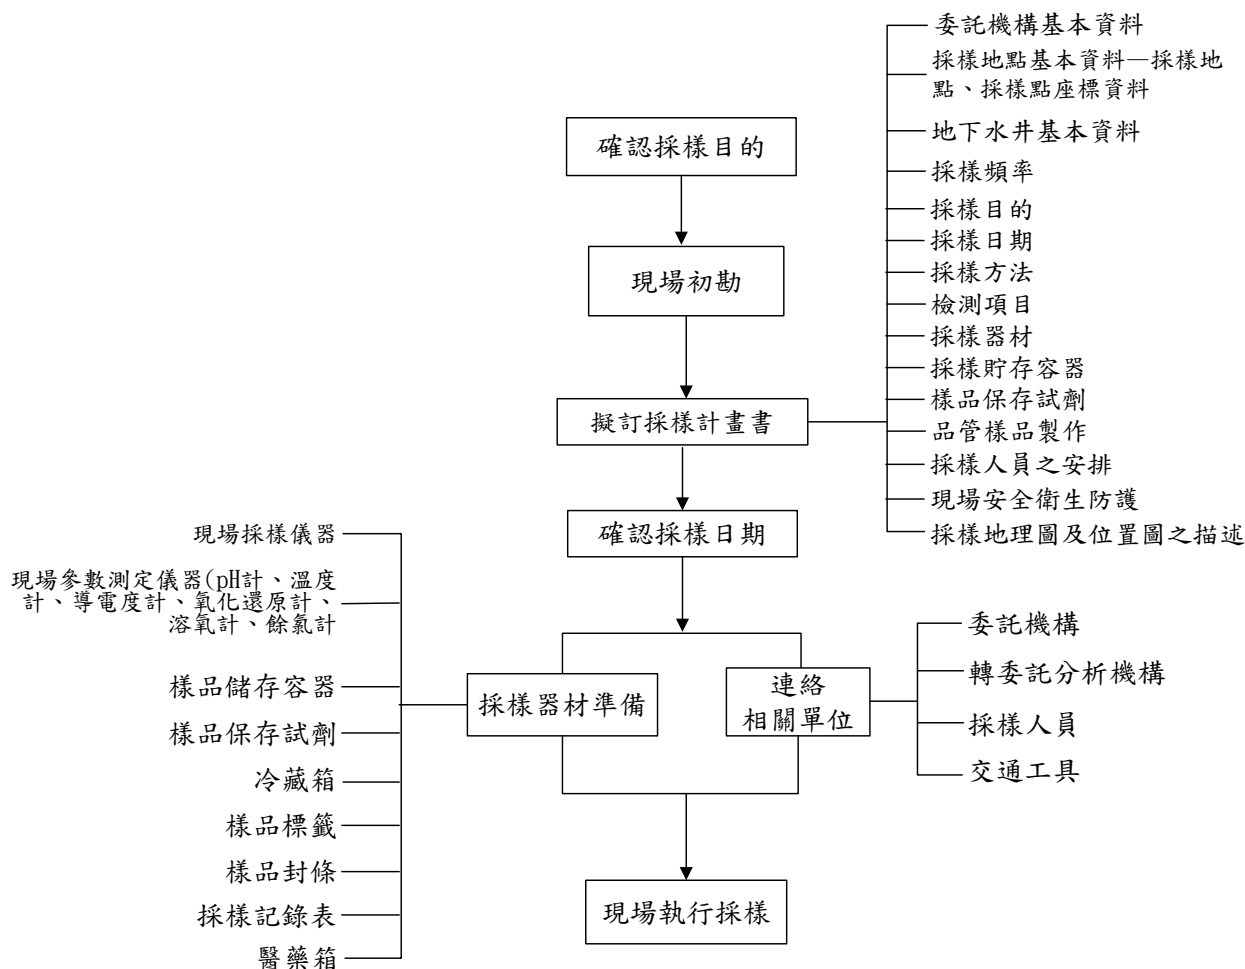 委託機構基本資料
採樣地點基本資料—採樣地
點、採樣點座標資料
地下水井基本資料
採樣頻率
採樣目的
採樣日期
採樣方法
檢測項目
採樣器材
採樣貯存容器
樣品保存試劑
品管樣品製作
採樣人員之安排
現場安全衛生防護
採樣地理圖及位置圖之描述
確認採樣目的
現場初勘
擬訂採樣計畫書
確認採樣日期
現場採樣儀器
現場參數測定儀器(pH計、溫度
計、導電度計、氧化還原計、
溶氧計、餘氯計
樣品儲存容器
樣品保存試劑
冷藏箱
樣品標籤
樣品封條
採樣記錄表
醫藥箱
採樣器材準備
連絡
相關單位
委託機構
轉委託分析機構
採樣人員
交通工具
現場執行採樣